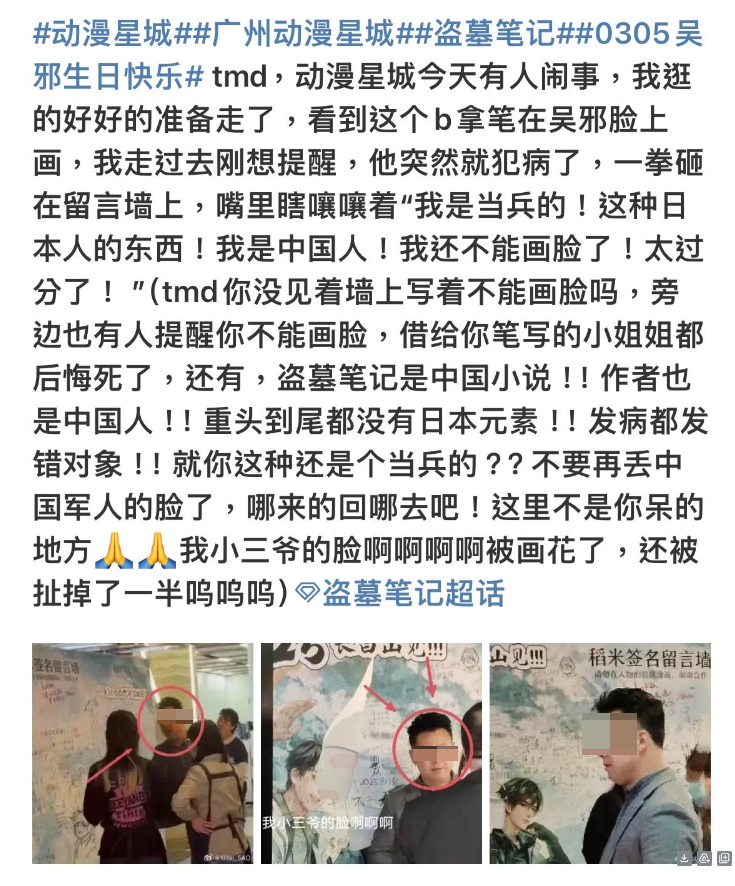 #动漫星城##广州动漫星城##盗墓笔记##0305吴
邪生日快乐# tmd，动漫星城今天有人闹事，我逛
的好好的准备走了，看到这个b拿笔在吴邪脸上
画，我走过去刚想提醒，他突然就犯病了，一拳砸
在留言墙上，嘴里瞎嚷嚷着“我是当兵的！这种日
本人的东西！我是中国人！我还不能画脸了！太过
分了！”(tmd你没见着墙上写着不能画脸吗，旁
边也有人提醒你不能画脸，借给你笔写的小姐姐都
后悔死了，还有，盗墓笔记是中国小说！！作者也
是中国人！！重头到尾都没有日本元素！！发病都发
错对象！！就你这种还是个当兵的？？不要再丢中
国军人的脸了，哪来的回哪去吧！这里不是你呆的
地方🙏🙏我小三爷的脸啊啊啊啊被画花了，还被
扯掉了一半呜呜呜)盗墓笔记超话
签名留言墙
我小三爷的脸啊啊啊
山见!!!
稻米签名留言墙